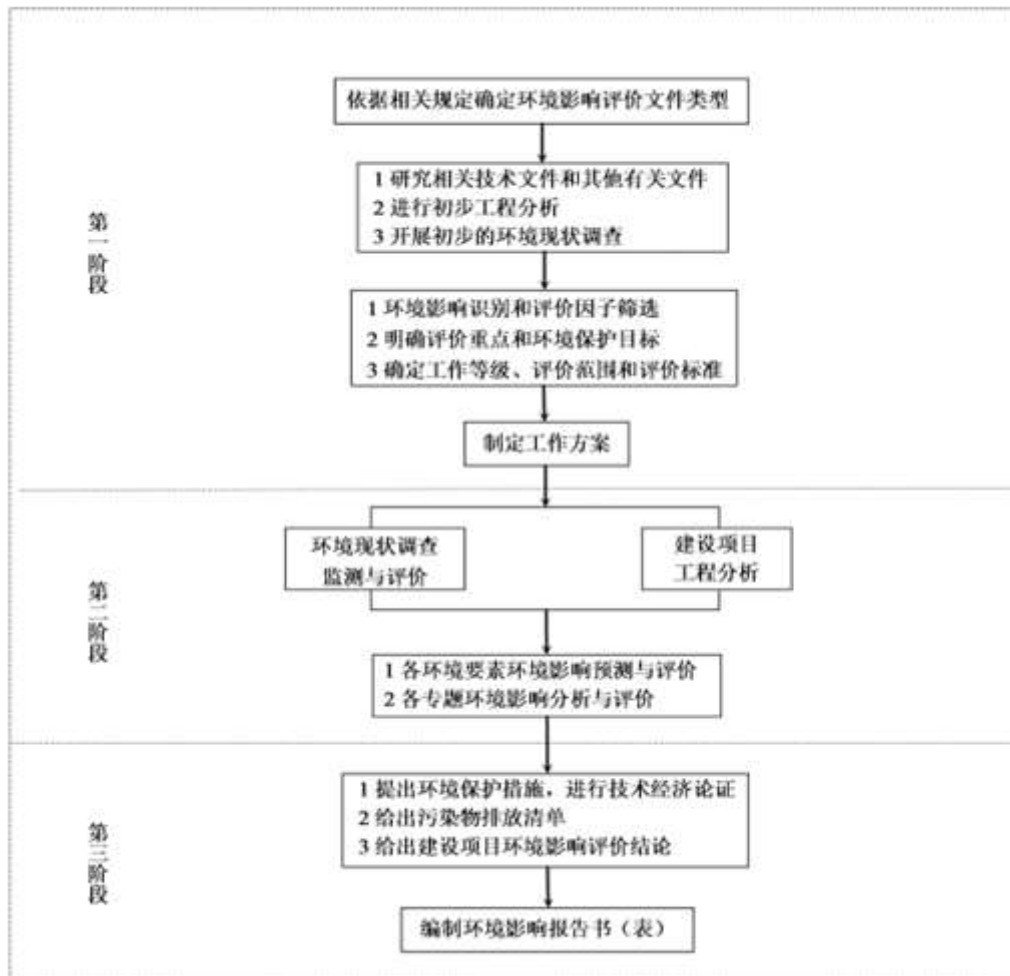 依据相关规定确定环境影响评价文件类型
1 研究相关技术文件和其他有关文件
2 进行初步工程分析
3 开展初步的环境现状调查
第一阶段
1 环境影响识别和评价因子筛选
2 明确评价重点和环境保护目标
3 确定工作等级、评价范围和评价标准
制定工作方案
第二阶段
环境现状调查
监测与评价
建设项目
工程分析
1 各环境要素环境影响预测与评价
2 各专题环境影响分析与评价
第三阶段
1 提出环境保护措施，进行技术经济论证
2 给出污染物排放清单
3 给出建设项目环境影响评价结论
编制环境影响报告书（表）